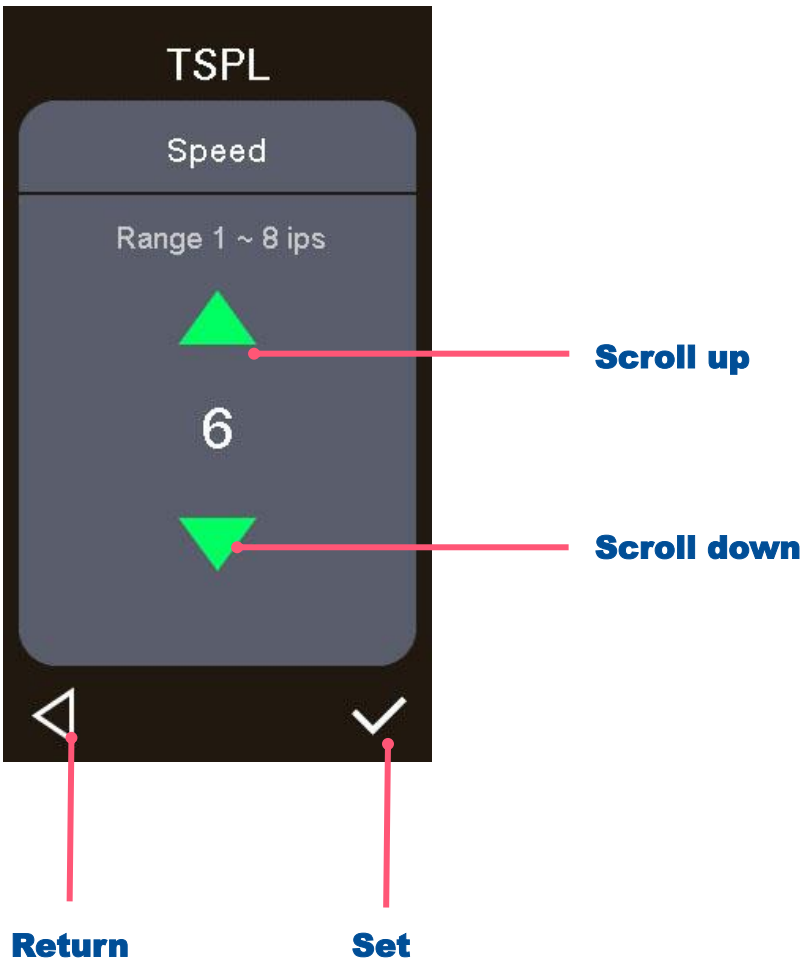 TSPL
Speed
Range 1 ~ 8 ips
Scroll up
6
Scroll down
Return
Set